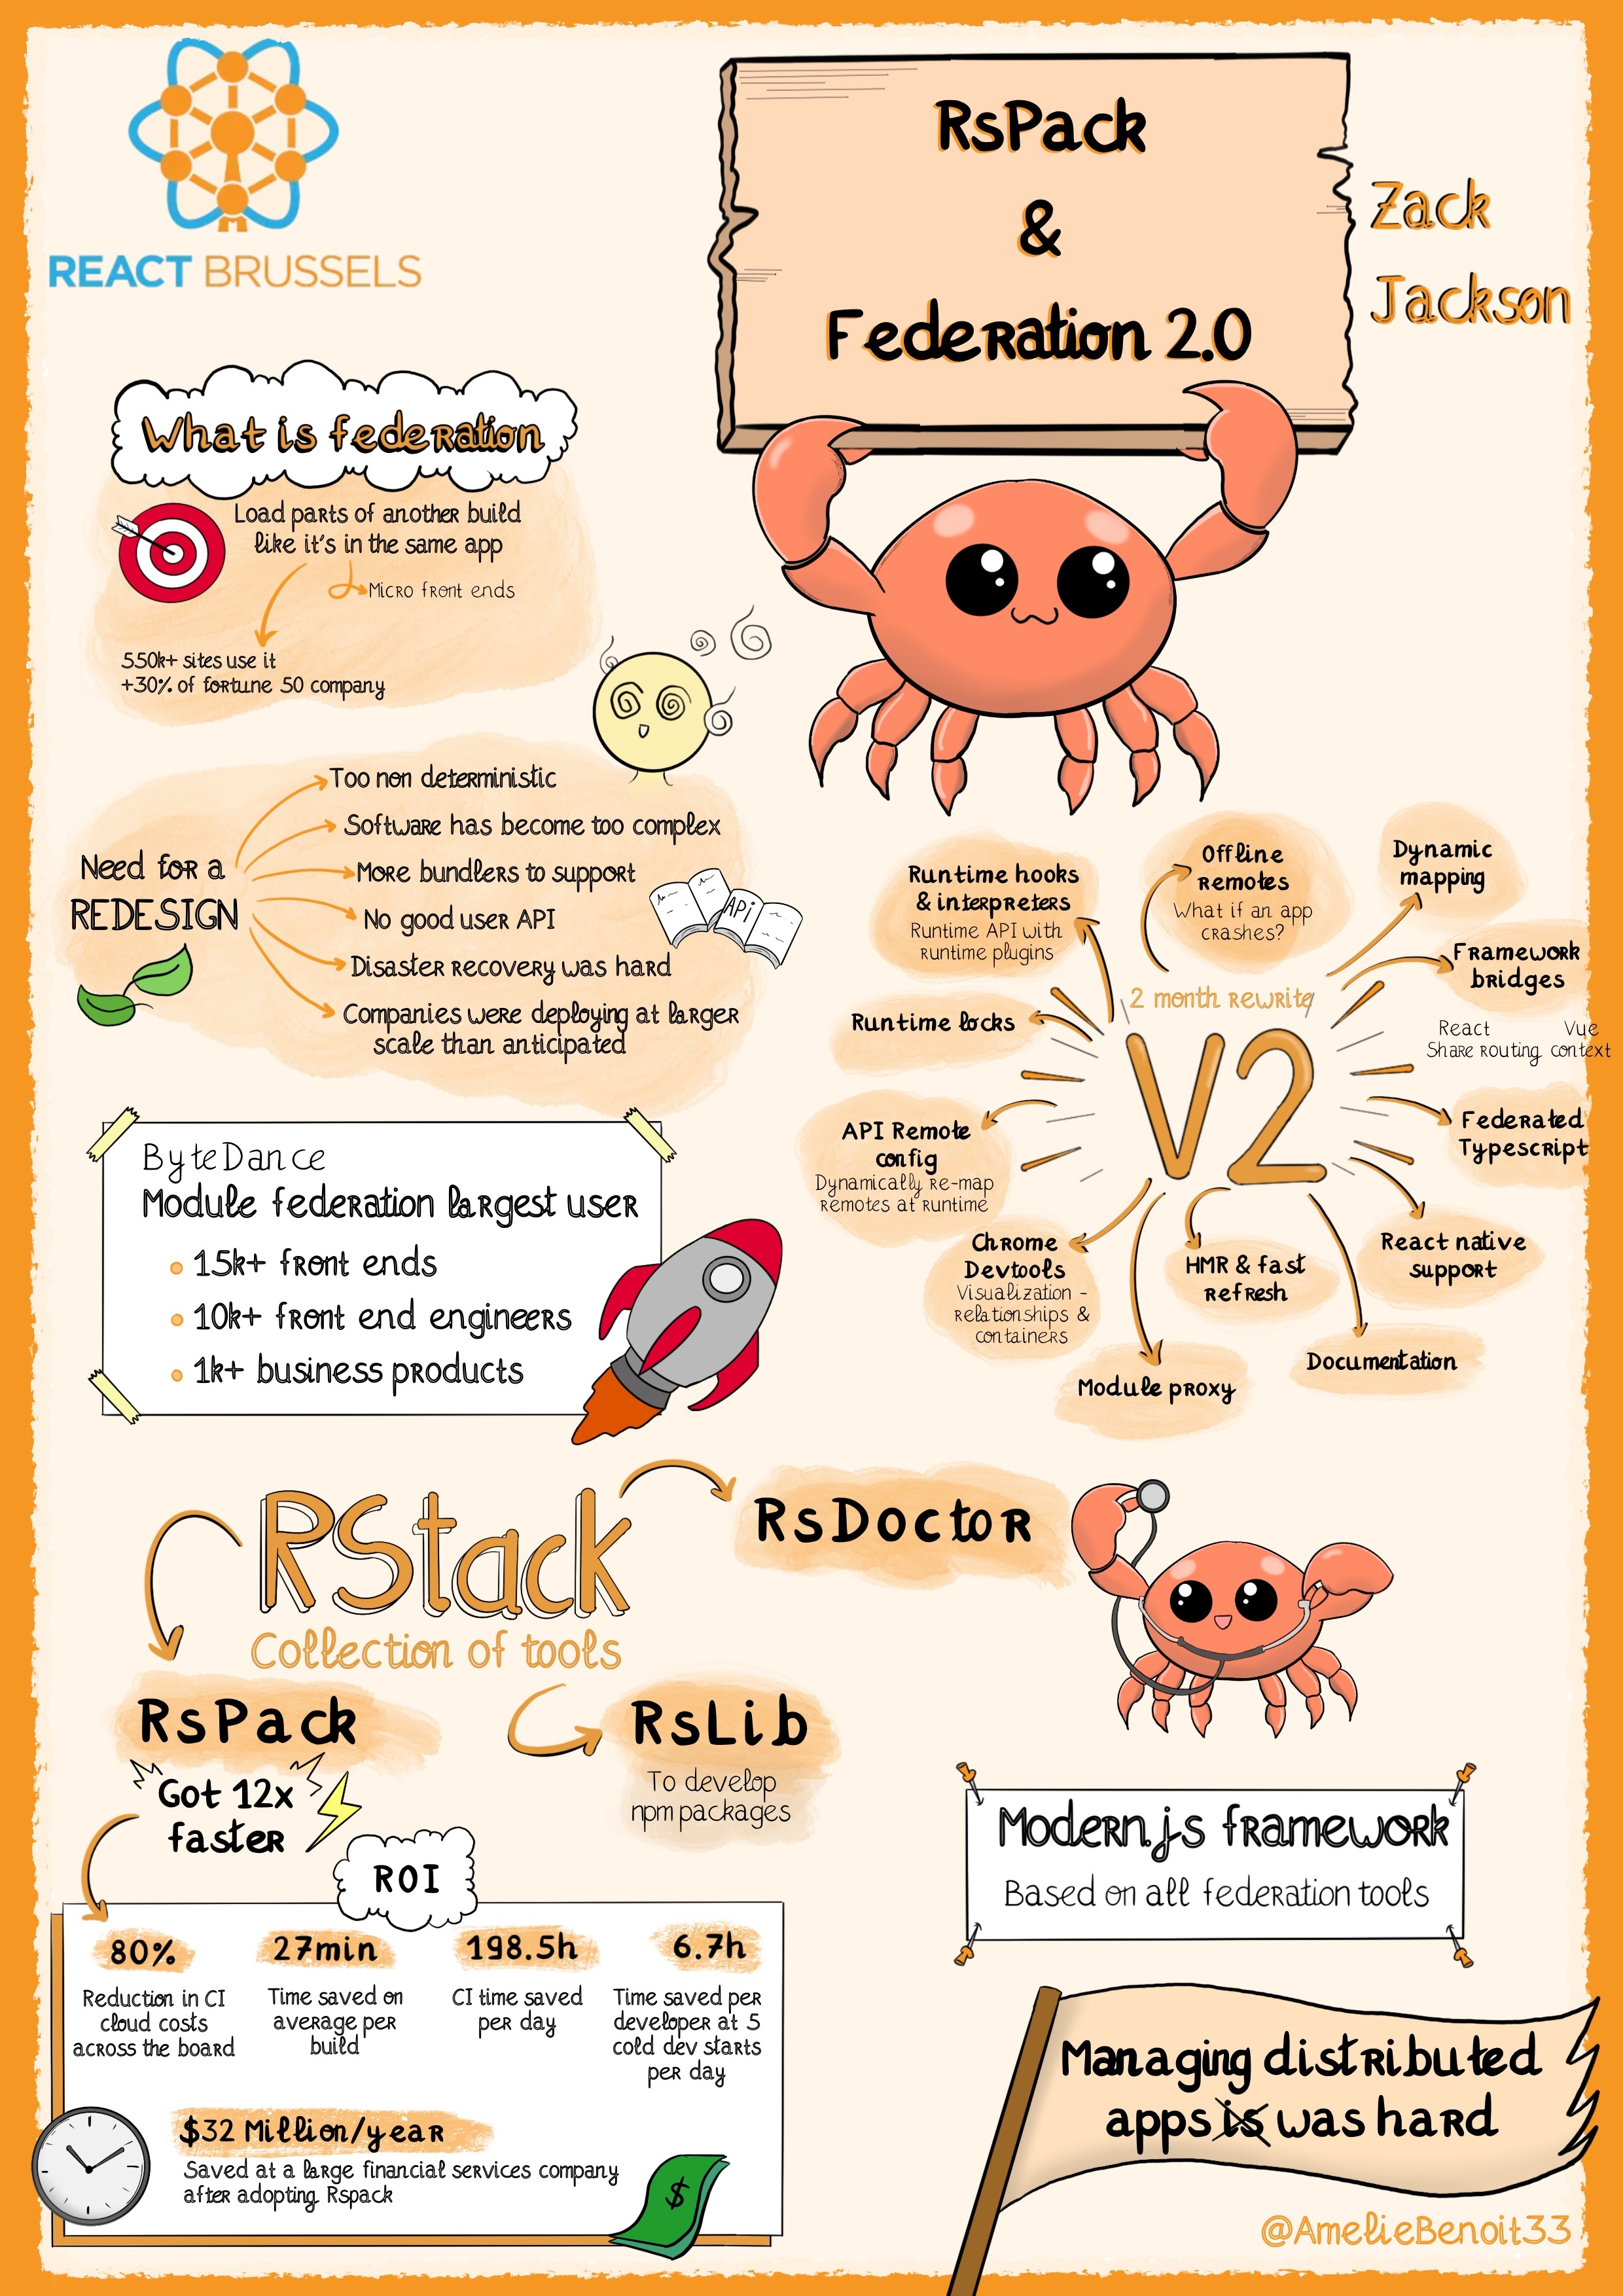 REACT BRUSSELS
RsPack
&
Federation 2.0
Zack
Jackson
What is federation
Load parts of another build
like it's in the same app
Micro front ends
550k+ sites use it
+30% of fortune 50 company
Need for a
REDESIGN
Too non deterministic
Software has become too complex
More bundlers to support
No good user API
Disaster recovery was hard
Companies were deploying at larger
scale than anticipated
API
ByteDance
Module federation largest user
15k+ front ends
10k+ front end engineers
1k+ business products
2 month rewrite
V2
Runtime hooks
& interpreters
Runtime API with
runtime plugins
Offline
remotes
What if an app
crashes?
Dynamic
mapping
Framework
bridges
React Vue
Share routing context
Runtime locks
Federated
Typescript
API Remote
config
Dynamically re-map
remotes at runtime
React native
support
Chrome
Devtools
Visualization -
relationships &
containers
HMR & fast
refresh
Documentation
Module proxy
RStack
Collection of tools
RsDoctor
RsPack
Got 12x
faster
RsLib
To develop
npm packages
ROI
80%
Reduction in CI
cloud costs
across the board
27min
Time saved on
average per
build
198.5h
CI time saved
per day
6.7h
Time saved per
developer at 5
cold dev starts
per day
$32 Million/year
Saved at a large financial services company
after adopting Rspack
$
Modern.js framework
Based on all federation tools
Managing distributed
apps is was hard
@AmelieBenoit33